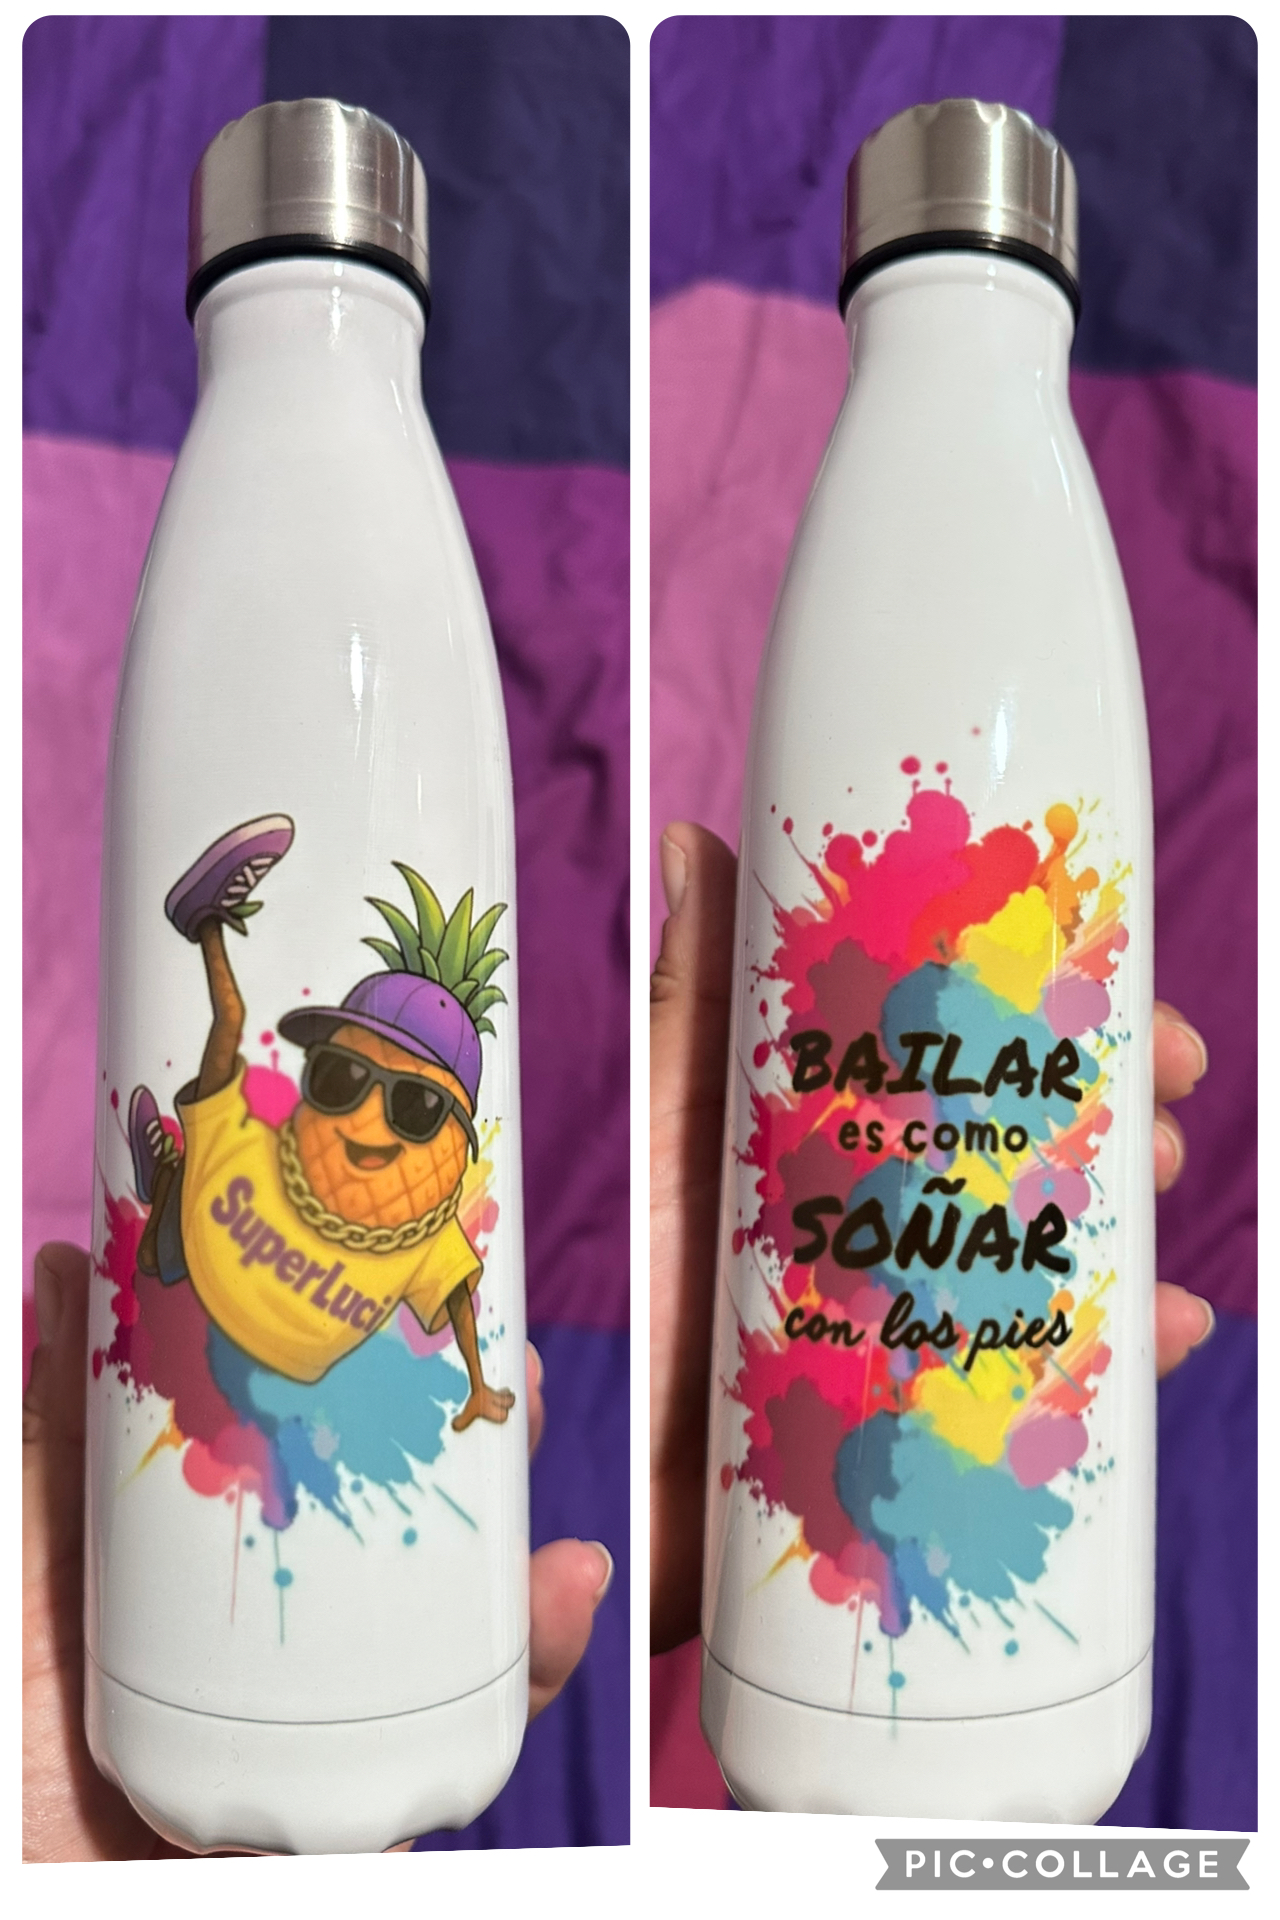 SuperLuci
BAILAR
es como
SOÑAR
con los pies
PIC•COLLAGE